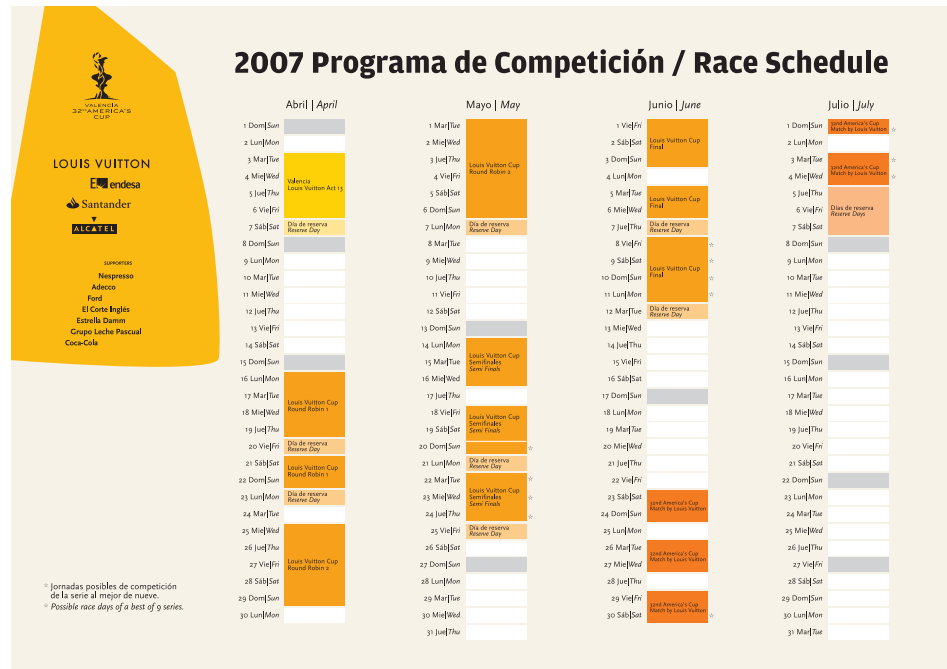 VALENCIA
32nd AMERICA'S
CUP
LOUIS VUITTON
endesa
Santander
ALCATEL
SUPPORTERS
Nespresso
Adecco
Ford
El Corte Inglés
Estrella Damm
Grupo Leche Pascual
Coca-Cola
☆ Jornadas posibles de competición
de la serie al mejor de nueve.
☆ Possible race days of a best of 9 series.
2007 Programa de Competición / Race Schedule
Abril | April
1 Dom|Sun
2 Lun|Mon
3 Mar|Tue
4 Mie|Wed
Valencia
Louis Vuitton Act 13
5 Jue|Thu
6 Vie|Fri
7 Sáb|Sat
Día de reserva
Reserve Day
8 Dom|Sun
9 Lun|Mon
10 Mar|Tue
11 Mie|Wed
12 Jue|Thu
13 Vie|Fri
14 Sáb|Sat
15 Dom|Sun
16 Lun|Mon
17 Mar|Tue
18 Mie|Wed
Louis Vuitton Cup
Round Robin 1
19 Jue|Thu
20 Vie|Fri
Día de reserva
Reserve Day
21 Sáb|Sat
Louis Vuitton Cup
Round Robin 1
22 Dom|Sun
23 Lun|Mon
Día de reserva
Reserve Day
24 Mar|Tue
25 Mie|Wed
26 Jue|Thu
27 Vie|Fri
Louis Vuitton Cup
Round Robin 2
28 Sáb|Sat
29 Dom|Sun
30 Lun|Mon
Mayo | May
1 Mar|Tue
2 Mie|Wed
3 Jue|Thu
Louis Vuitton Cup
Round Robin 2
4 Vie|Fri
5 Sáb|Sat
6 Dom|Sun
7 Lun|Mon
Día de reserva
Reserve Day
8 Mar|Tue
9 Mie|Wed
10 Jue|Thu
11 Vie|Fri
12 Sáb|Sat
13 Dom|Sun
14 Lun|Mon
15 Mar|Tue
Louis Vuitton Cup
Semifinales
Semi Finals
16 Mie|Wed
17 Jue|Thu
18 Vie|Fri
Louis Vuitton Cup
Semifinales
Semi Finals
19 Sáb|Sat
20 Dom|Sun ☆
21 Lun|Mon
Día de reserva
Reserve Day
22 Mar|Tue ☆
23 Mie|Wed ☆
Louis Vuitton Cup
Semifinales
Semi Finals
24 Jue|Thu ☆
25 Vie|Fri
Día de reserva
Reserve Day
26 Sáb|Sat
27 Dom|Sun
28 Lun|Mon
29 Mar|Tue
30 Mie|Wed
31 Jue|Thu
Junio | June
1 Vie|Fri
2 Sáb|Sat
Louis Vuitton Cup
Final
3 Dom|Sun
4 Lun|Mon
5 Mar|Tue
Louis Vuitton Cup
Final
6 Mie|Wed
7 Jue|Thu
Día de reserva
Reserve Day
8 Vie|Fri ☆
9 Sáb|Sat ☆
Louis Vuitton Cup
Final
10 Dom|Sun ☆
11 Lun|Mon ☆
12 Mar|Tue
Día de reserva
Reserve Day
13 Mie|Wed
14 Jue|Thu
15 Vie|Fri
16 Sáb|Sat
17 Dom|Sun
18 Lun|Mon
19 Mar|Tue
20 Mie|Wed
21 Jue|Thu
22 Vie|Fri
23 Sáb|Sat
32nd America's Cup
Match by Louis Vuitton
24 Dom|Sun
25 Lun|Mon
26 Mar|Tue
32nd America's Cup
Match by Louis Vuitton
27 Mie|Wed
28 Jue|Thu
29 Vie|Fri
32nd America's Cup
Match by Louis Vuitton
30 Sáb|Sat ☆
Julio | July
1 Dom|Sun ☆
32nd America's Cup
Match by Louis Vuitton
2 Lun|Mon
3 Mar|Tue ☆
32nd America's Cup
Match by Louis Vuitton
4 Mie|Wed ☆
5 Jue|Thu
6 Vie|Fri
Días de reserva
Reserve Days
7 Sáb|Sat
8 Dom|Sun
9 Lun|Mon
10 Mar|Tue
11 Mie|Wed
12 Jue|Thu
13 Vie|Fri
14 Sáb|Sat
15 Dom|Sun
16 Lun|Mon
17 Mar|Tue
18 Mie|Wed
19 Jue|Thu
20 Vie|Fri
21 Sáb|Sat
22 Dom|Sun
23 Lun|Mon
24 Mar|Tue
25 Mie|Wed
26 Jue|Thu
27 Vie|Fri
28 Sáb|Sat
29 Dom|Sun
30 Lun|Mon
31 Mar|Tue